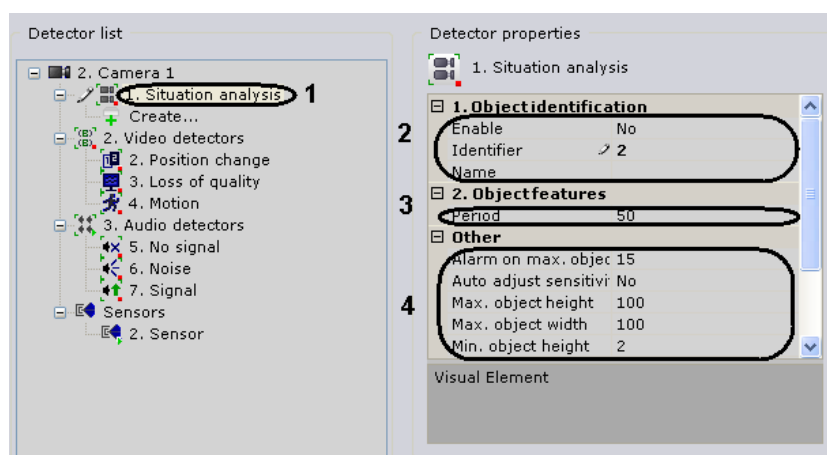 Detector list
2. Camera 1
1. Situation analysis
1
Create...
2. Video detectors
2. Position change
3. Loss of quality
4. Motion
3. Audio detectors
5. No signal
6. Noise
7. Signal
Sensors
2. Sensor
Detector properties
1. Situation analysis
1. Object identification
2
Enable No
Identifier 2
Name
2. Object features
3
Period 50
Other
4
Alarm on max. objec 15
Auto adjust sensitivi No
Max. object height 100
Max. object width 100
Min. object height 2
Visual Element